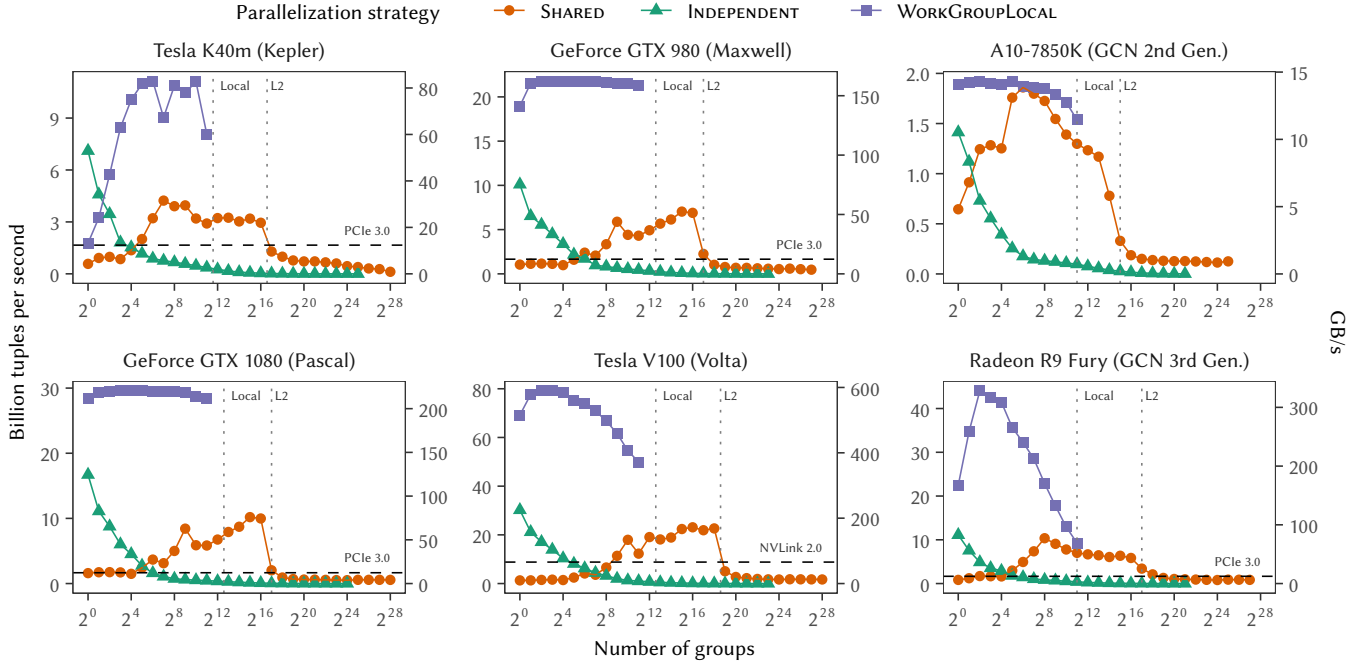 Parallelization strategy SHARED INDEPENDENT WORKGROUPLOCAL
Tesla K40m (Kepler) GeForce GTX 980 (Maxwell) A10-7850K (GCN 2nd Gen.)
Local L2
PCIe 3.0
0 3 6 9
0 20 40 60 80
2^0 2^4 2^8 2^12 2^16 2^20 2^24 2^28
Local L2
PCIe 3.0
0 5 10 15 20
0 50 100 150
2^0 2^4 2^8 2^12 2^16 2^20 2^24 2^28
Local L2
0.0 0.5 1.0 1.5 2.0
0 5 10 15
2^0 2^4 2^8 2^12 2^16 2^20 2^24 2^28
Billion tuples per second
GB/s
GeForce GTX 1080 (Pascal) Tesla V100 (Volta) Radeon R9 Fury (GCN 3rd Gen.)
Local L2
PCIe 3.0
0 10 20 30
0 50 100 150 200
2^0 2^4 2^8 2^12 2^16 2^20 2^24 2^28
Local L2
NVLink 2.0
0 20 40 60 80
0 200 400 600
2^0 2^4 2^8 2^12 2^16 2^20 2^24 2^28
Local L2
PCIe 3.0
0 10 20 30 40
0 100 200 300
2^0 2^4 2^8 2^12 2^16 2^20 2^24 2^28
Number of groups